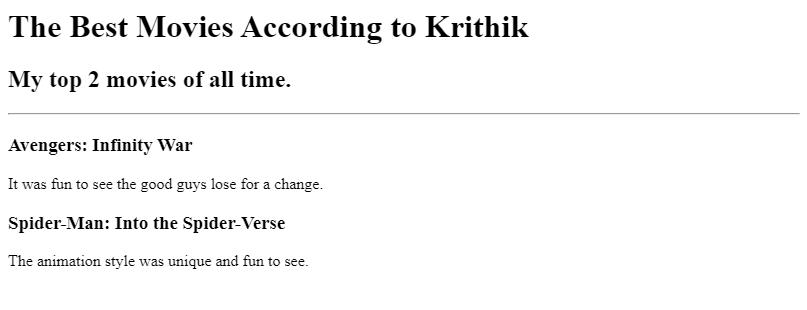 The Best Movies According to Krithik
My top 2 movies of all time.
Avengers: Infinity War
It was fun to see the good guys lose for a change.
Spider-Man: Into the Spider-Verse
The animation style was unique and fun to see.